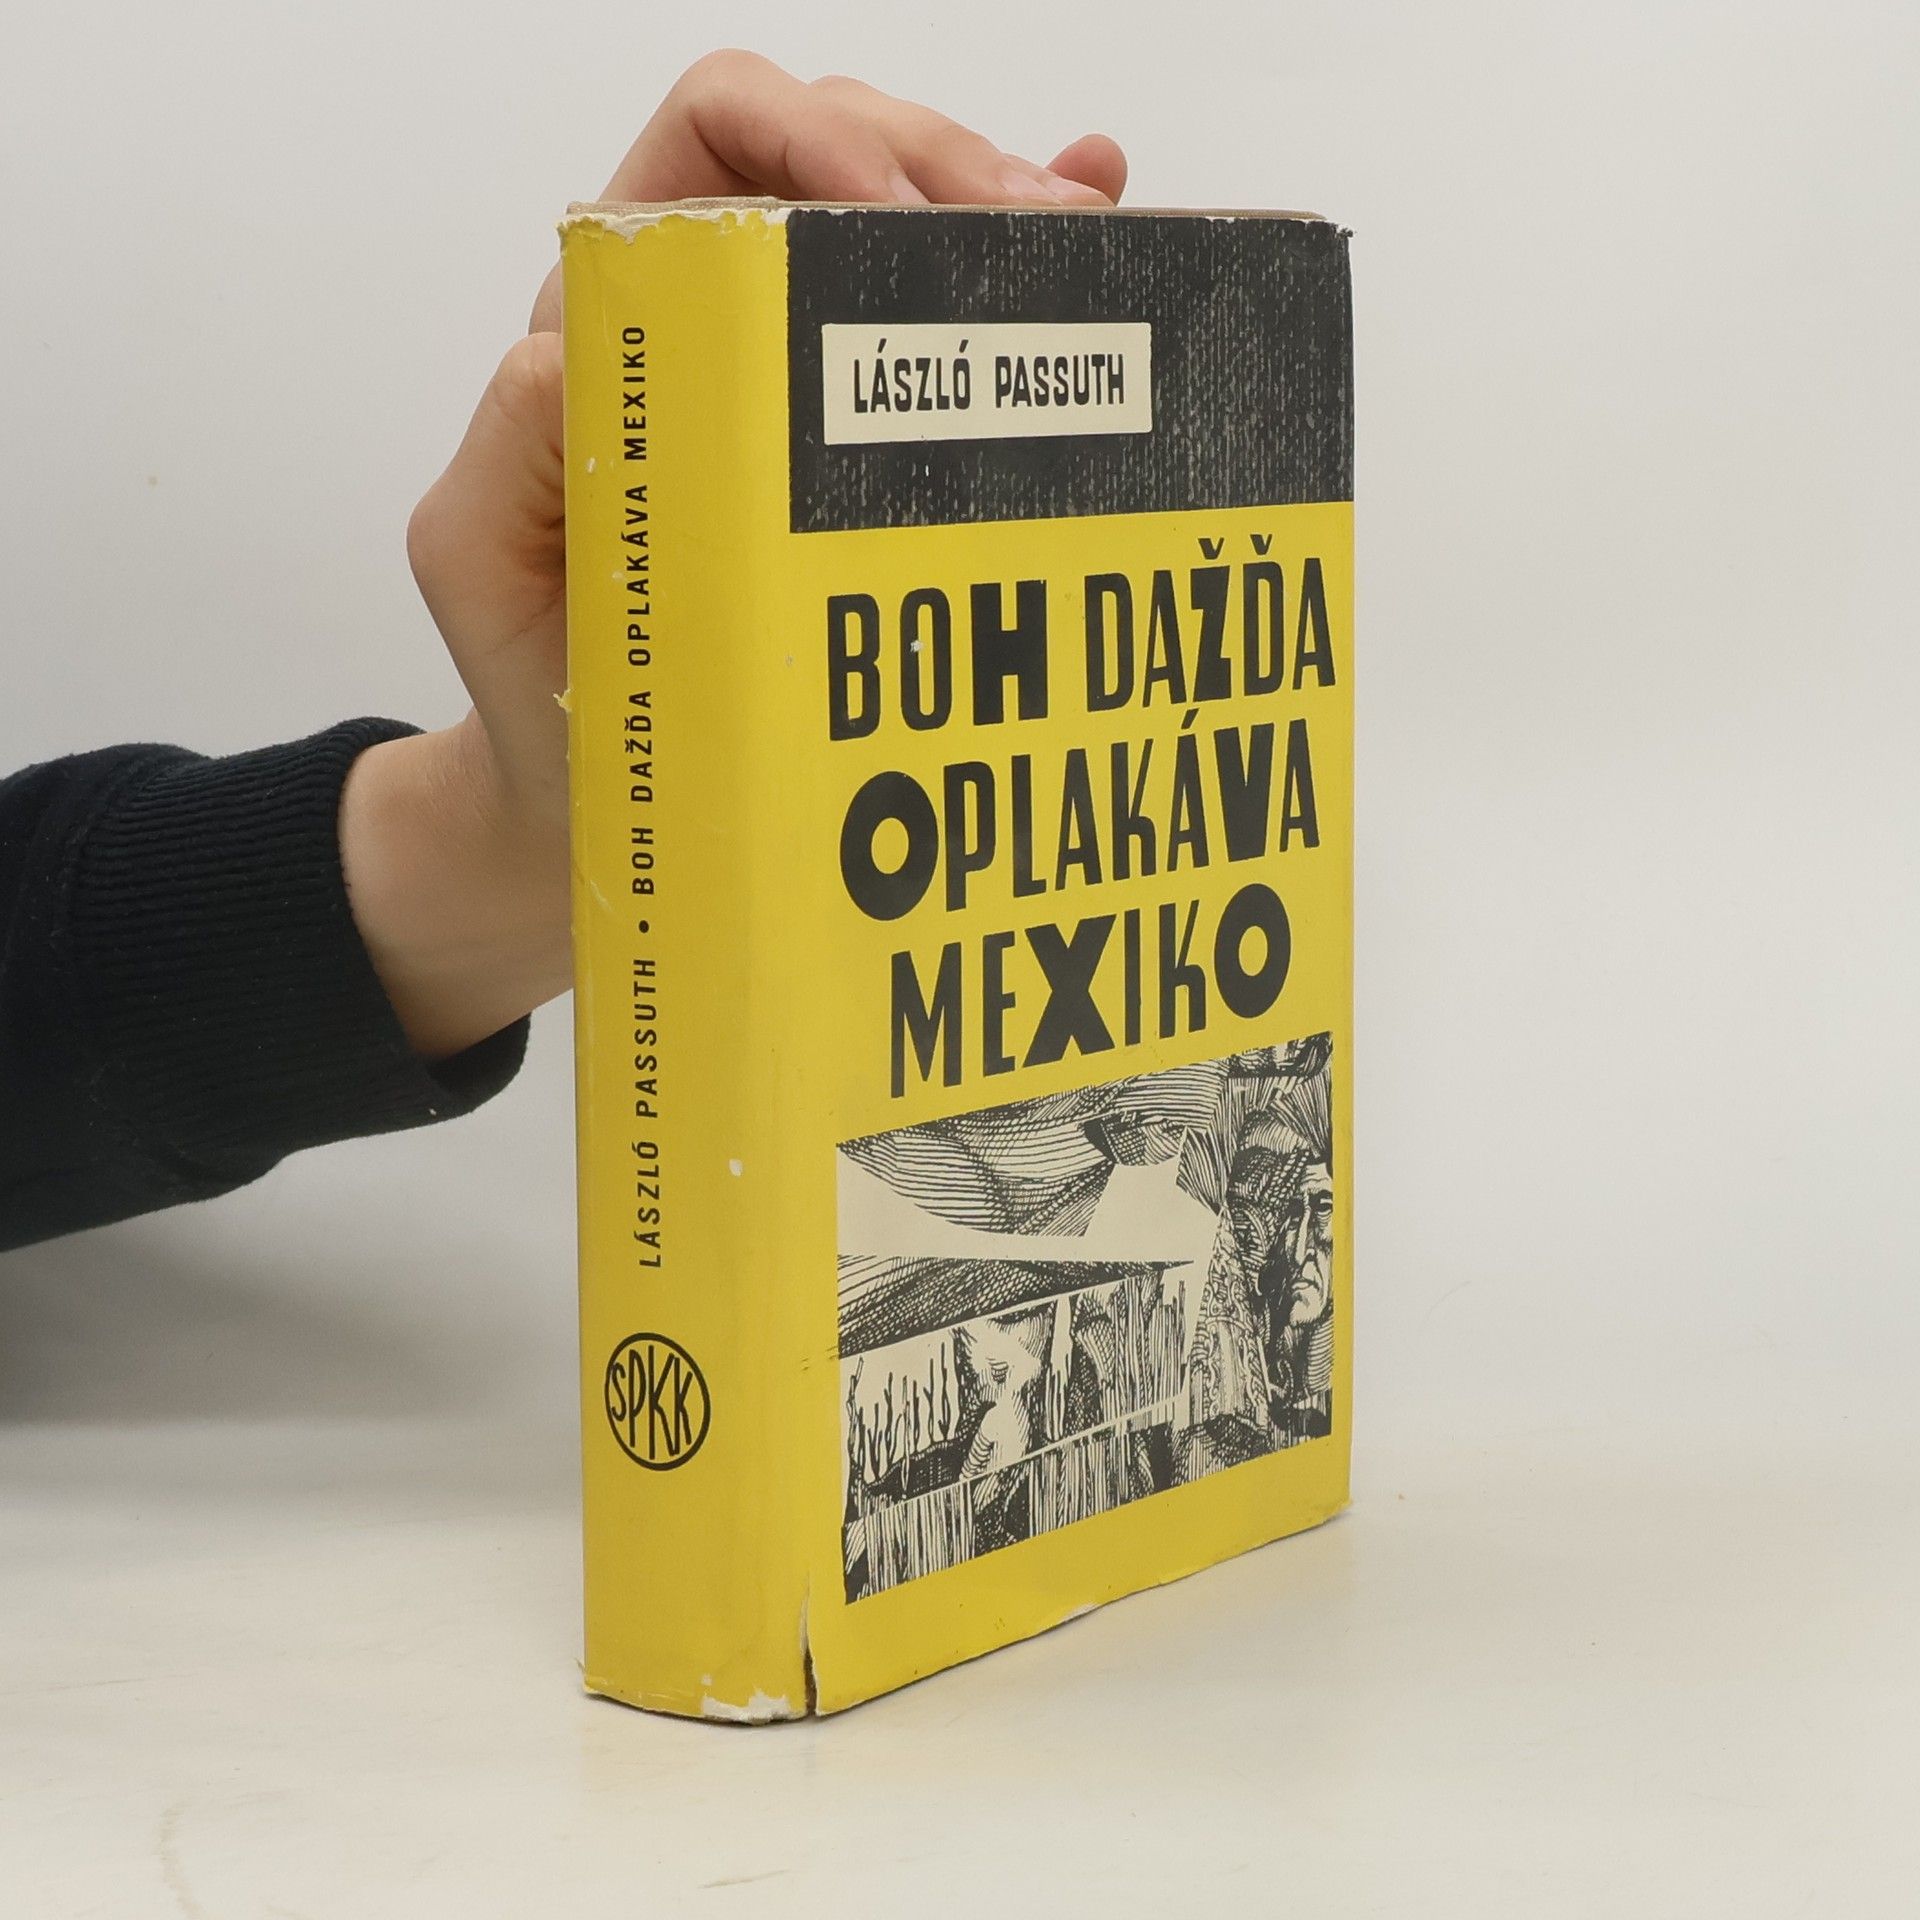 LÁSZLÓ PASSUTH • BOH DAŽĎA OPLAKÁVA MEXIKO
SPKK
LÁSZLÓ PASSUTH
BOH DAŽĎA
OPLAKÁVA
MEXIKO